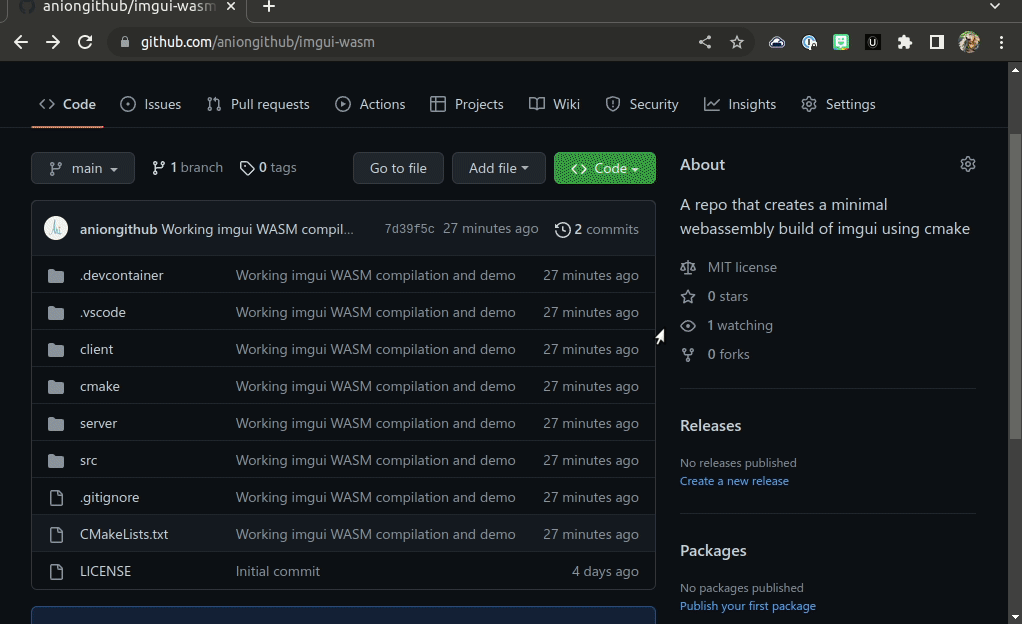 aniongithub/imgui-wasm
github.com/aniongithub/imgui-wasm
Code Issues Pull requests Actions Projects Wiki Security Insights Settings
main 1 branch 0 tags Go to file Add file Code
aniongithub Working imgui WASM compil... 7d39f5c 27 minutes ago 2 commits
.devcontainer Working imgui WASM compilation and demo 27 minutes ago
.vscode Working imgui WASM compilation and demo 27 minutes ago
client Working imgui WASM compilation and demo 27 minutes ago
cmake Working imgui WASM compilation and demo 27 minutes ago
server Working imgui WASM compilation and demo 27 minutes ago
src Working imgui WASM compilation and demo 27 minutes ago
.gitignore Working imgui WASM compilation and demo 27 minutes ago
CMakeLists.txt Working imgui WASM compilation and demo 27 minutes ago
LICENSE Initial commit 4 days ago
About
A repo that creates a minimal
webassembly build of imgui using cmake
MIT license
0 stars
1 watching
0 forks
Releases
No releases published
Create a new release
Packages
No packages published
Publish your first package